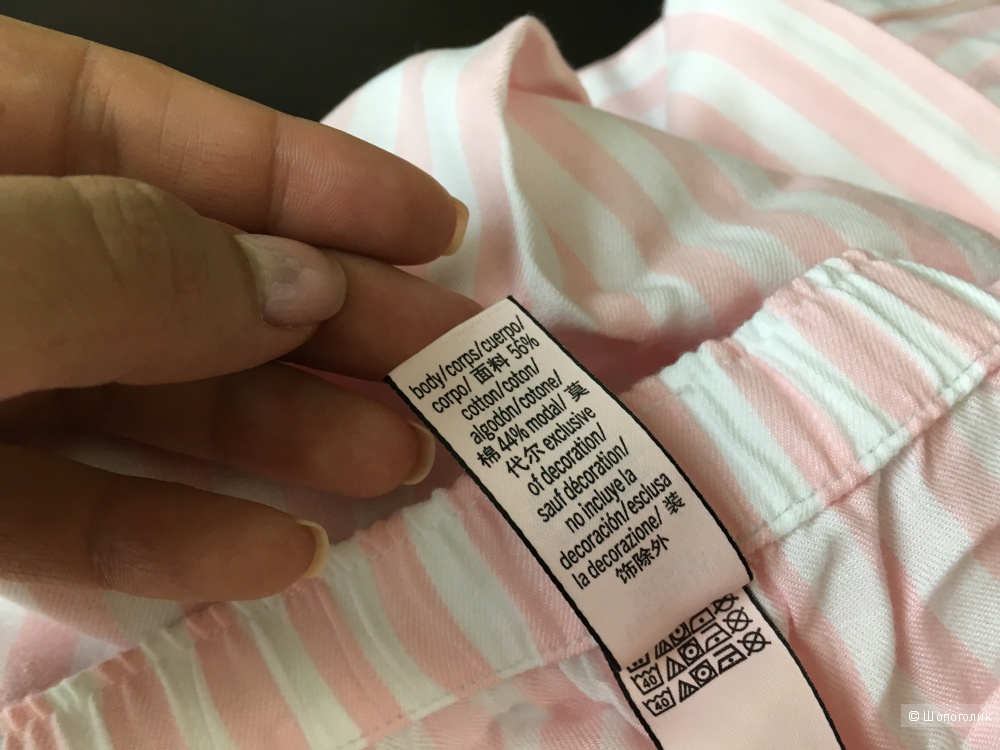 body/corps/cuerpo/
corpo/ 面料 56%
cotton/coton/
algodón/cotone/
棉 44% modal/ 莫
代尔 exclusive
of decoration/
sauf décoration/
no incluye la
decoración/esclusa
la decorazione/ 装
饰除外
40
40
© Шопоголик